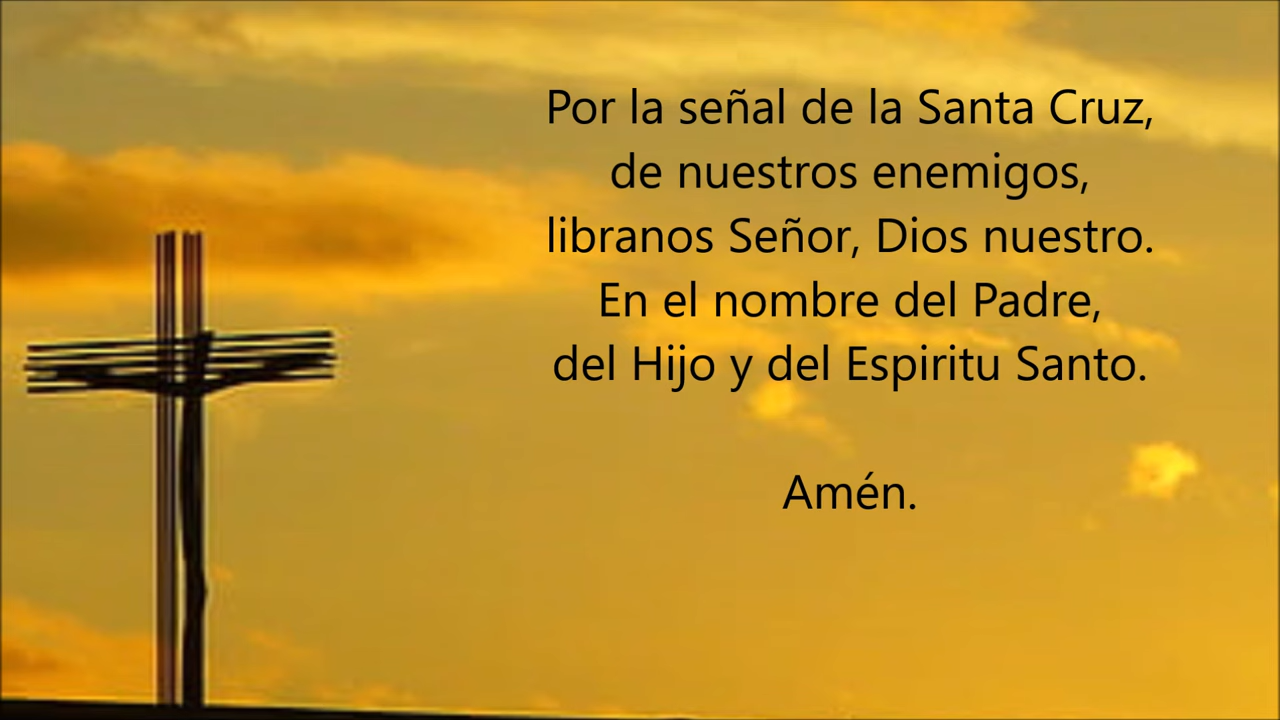 Por la señal de la Santa Cruz,
de nuestros enemigos,
libranos Señor, Dios nuestro.
En el nombre del Padre,
del Hijo y del Espiritu Santo.
Amén.